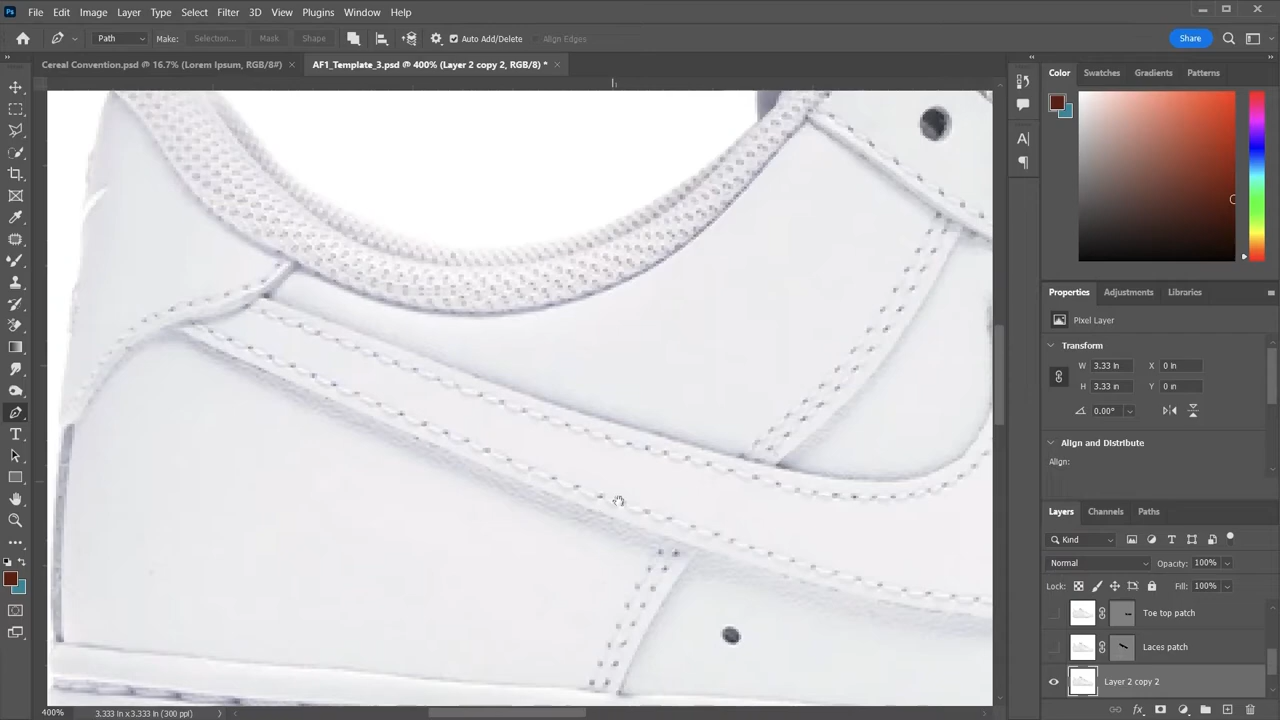 Ps File Edit Image Layer Type Select Filter 3D View Plugins Window Help
Path Make: Selection... Mask Shape Auto Add/Delete Align Edges Share
Cereal Convention.psd @ 16.7% (Lorem Ipsum, RGB/8#) × AF1_Template_3.psd @ 400% (Layer 2 copy 2, RGB/8) * ×
Color Swatches Gradients Patterns
Properties Adjustments Libraries
Pixel Layer
Transform
W 3.33 in X 0 in
H 3.33 in Y 0 in
0.00°
Align and Distribute
Align:
Layers Channels Paths
Kind
Normal Opacity: 100%
Lock: Fill: 100%
Toe top patch
Laces patch
Layer 2 copy 2
400% 3.333 in x 3.333 in (300 ppi)